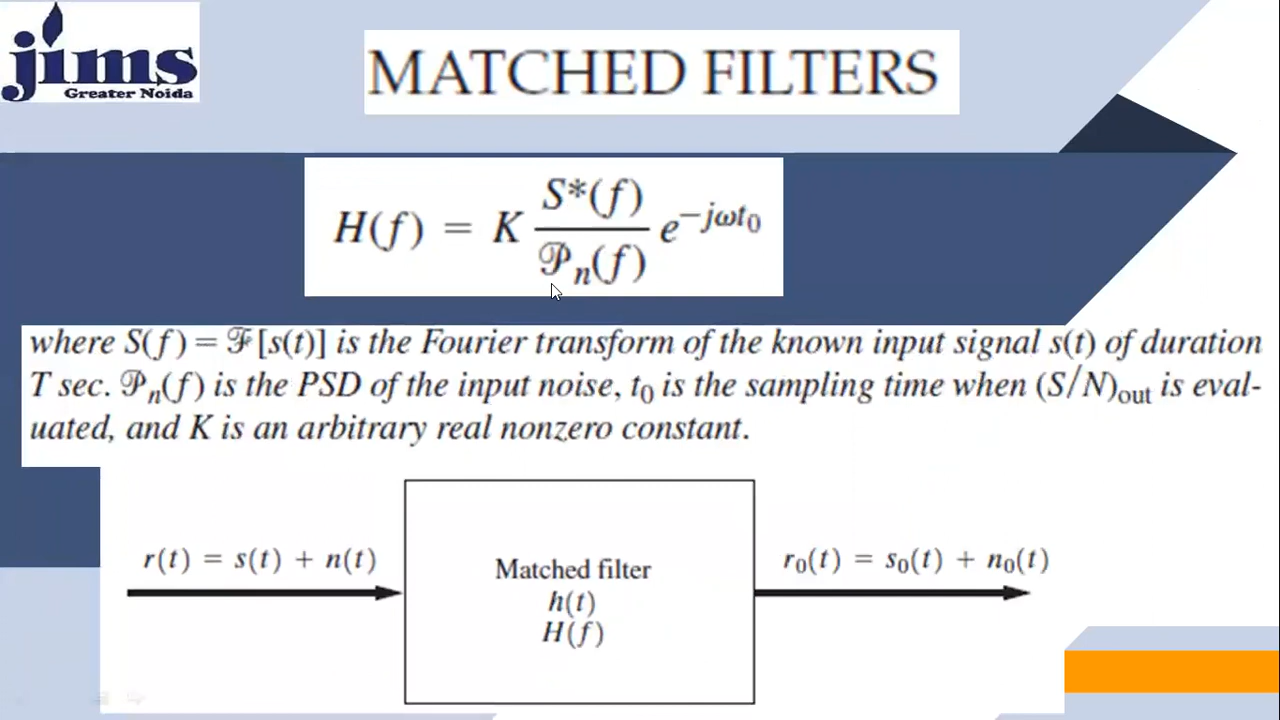 jims
Greater Noida
MATCHED FILTERS
H(f) = K S*(f)/𝒫n(f) e^−jωt0
where S(f) = ℱ[s(t)] is the Fourier transform of the known input signal s(t) of duration
T sec. 𝒫n(f) is the PSD of the input noise, t0 is the sampling time when (S/N)out is eval-
uated, and K is an arbitrary real nonzero constant.
r(t) = s(t) + n(t)
Matched filter
h(t)
H(f)
r0(t) = s0(t) + n0(t)